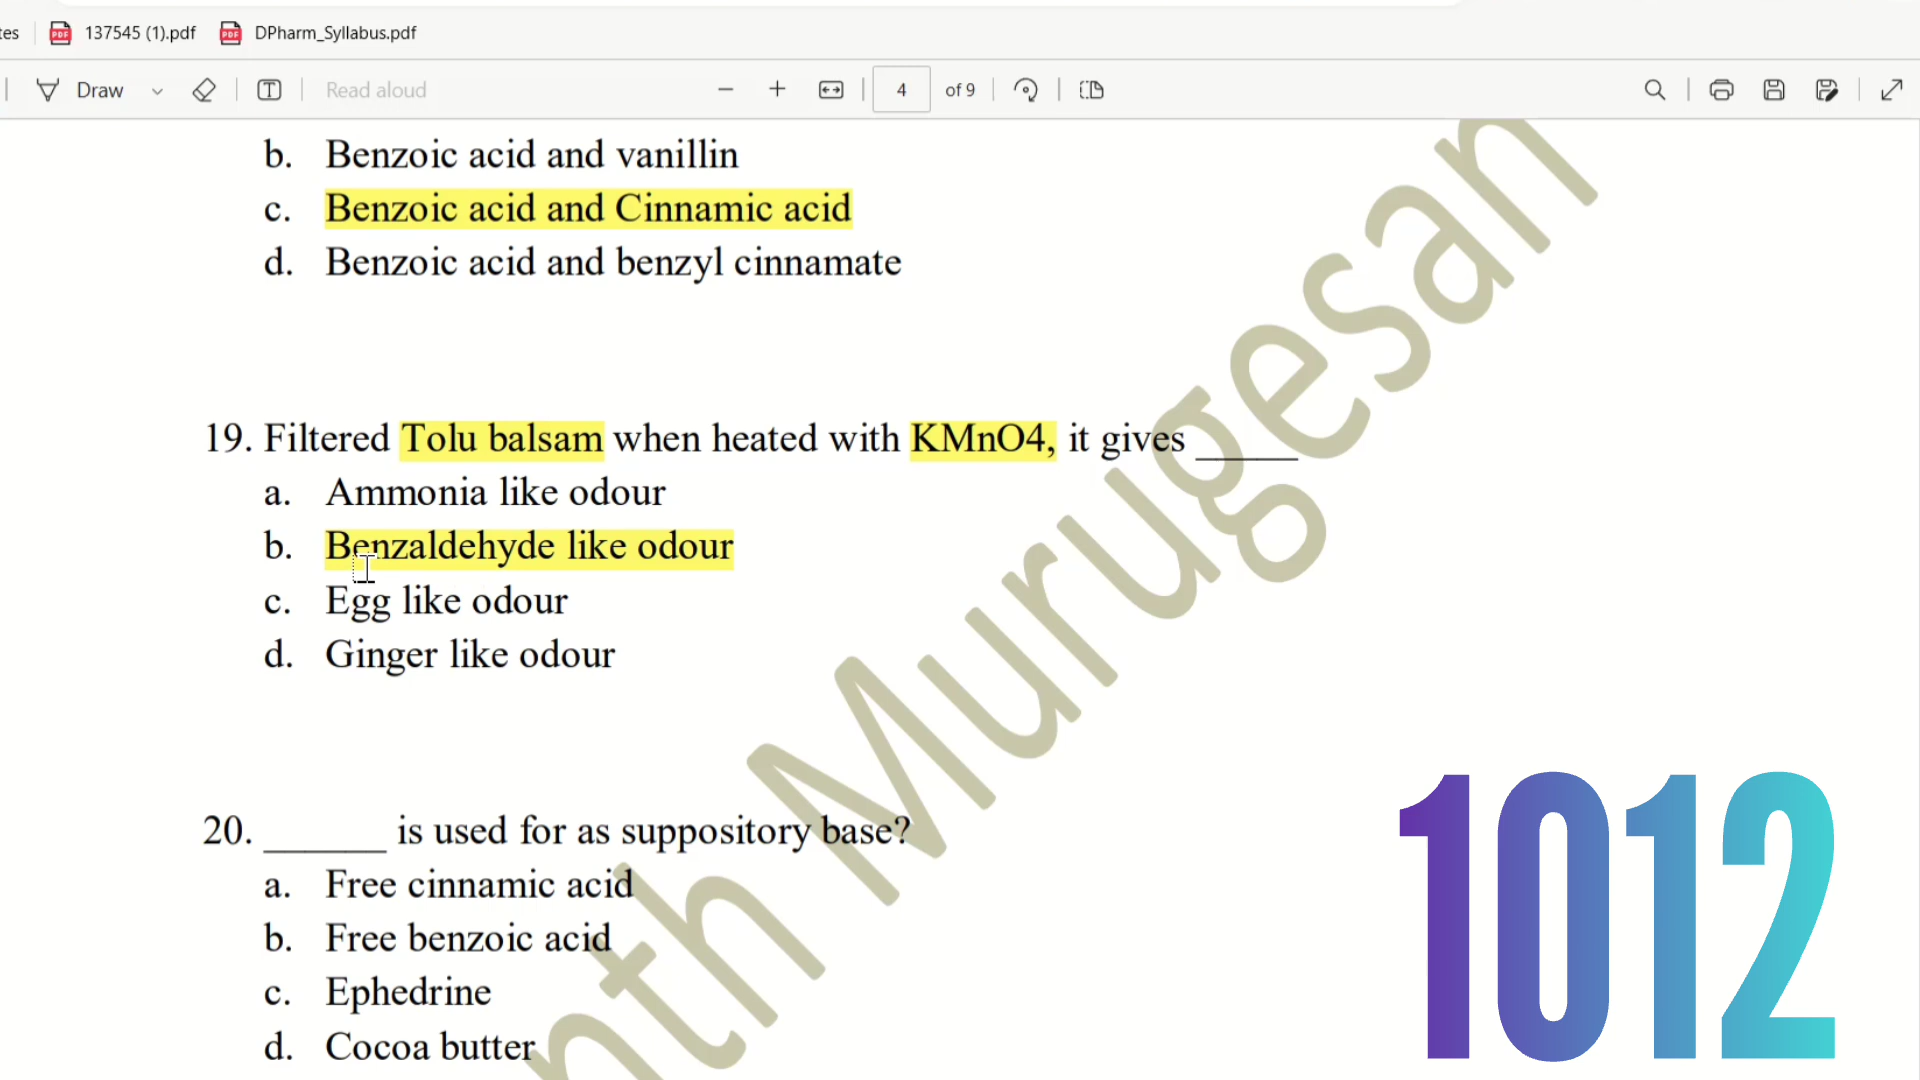 tes 137545 (1).pdf DPharm_Syllabus.pdf
Draw Read aloud 4 of 9
b. Benzoic acid and vanillin
c. Benzoic acid and Cinnamic acid
d. Benzoic acid and benzyl cinnamate
19. Filtered Tolu balsam when heated with KMnO4, it gives _____
a. Ammonia like odour
b. Benzaldehyde like odour
c. Egg like odour
d. Ginger like odour
20. ______ is used for as suppository base?
a. Free cinnamic acid
b. Free benzoic acid
c. Ephedrine
d. Cocoa butter
nth Murugesan
1012